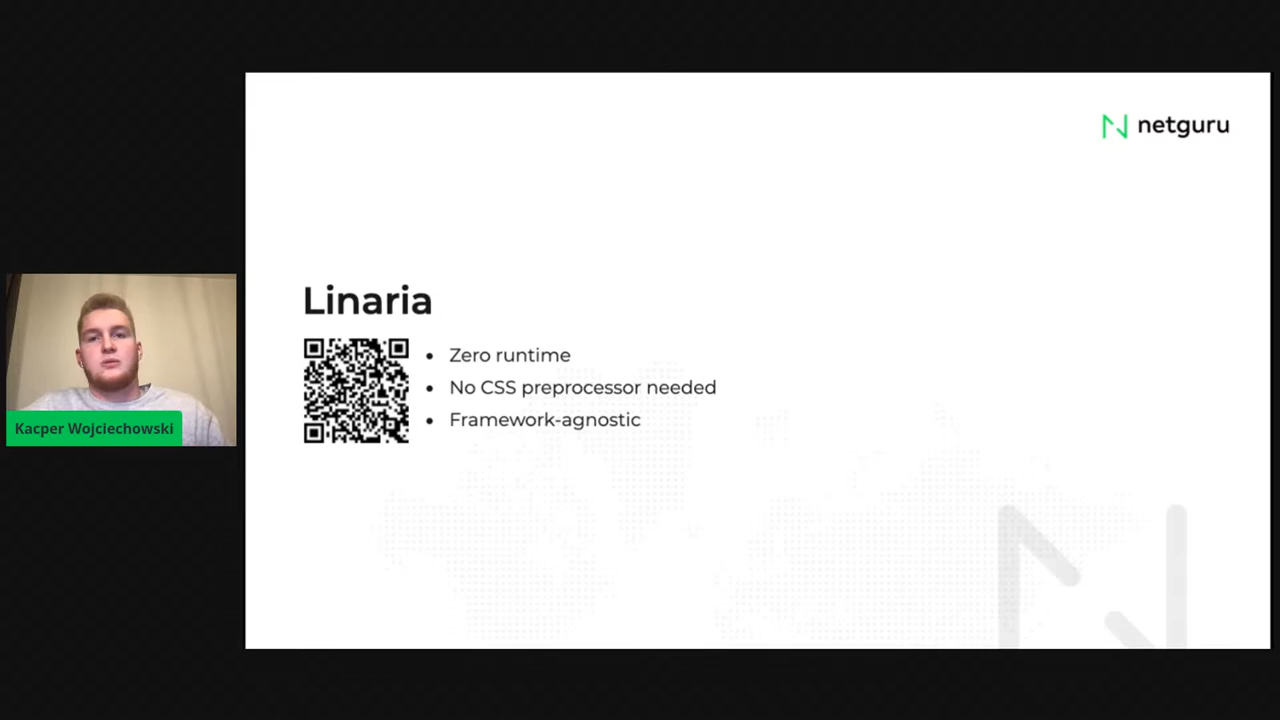 netguru
Linaria
• Zero runtime
• No CSS preprocessor needed
• Framework-agnostic
Kacper Wojciechowski